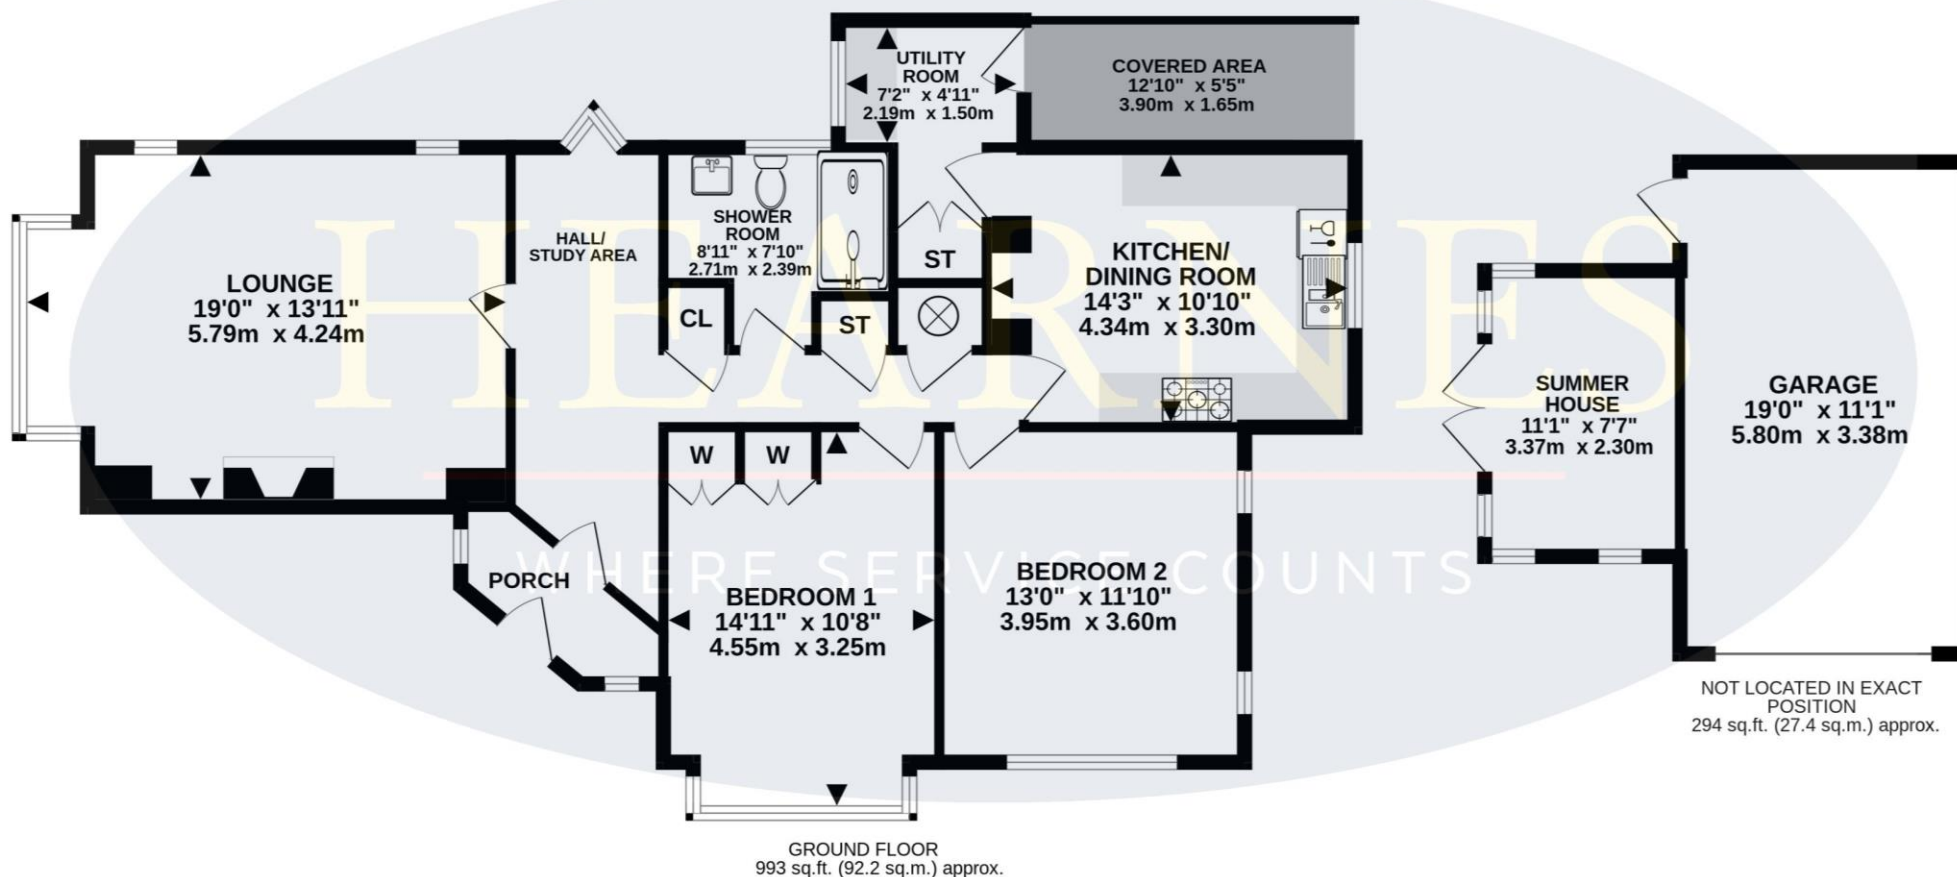 UTILITY
ROOM
7'2" x 4'11"
2.19m x 1.50m
COVERED AREA
12'10" x 5'5"
3.90m x 1.65m
LOUNGE
19'0" x 13'11"
5.79m x 4.24m
HALL/
STUDY AREA
SHOWER
ROOM
8'11" x 7'10"
2.71m x 2.39m
CL
ST
ST
KITCHEN/
DINING ROOM
14'3" x 10'10"
4.34m x 3.30m
SUMMER
HOUSE
11'1" x 7'7"
3.37m x 2.30m
GARAGE
19'0" x 11'1"
5.80m x 3.38m
HEARNES
WHERE SERVICE COUNTS
W
W
PORCH
BEDROOM 1
14'11" x 10'8"
4.55m x 3.25m
BEDROOM 2
13'0" x 11'10"
3.95m x 3.60m
NOT LOCATED IN EXACT
POSITION
294 sq.ft. (27.4 sq.m.) approx.
GROUND FLOOR
993 sq.ft. (92.2 sq.m.) approx.